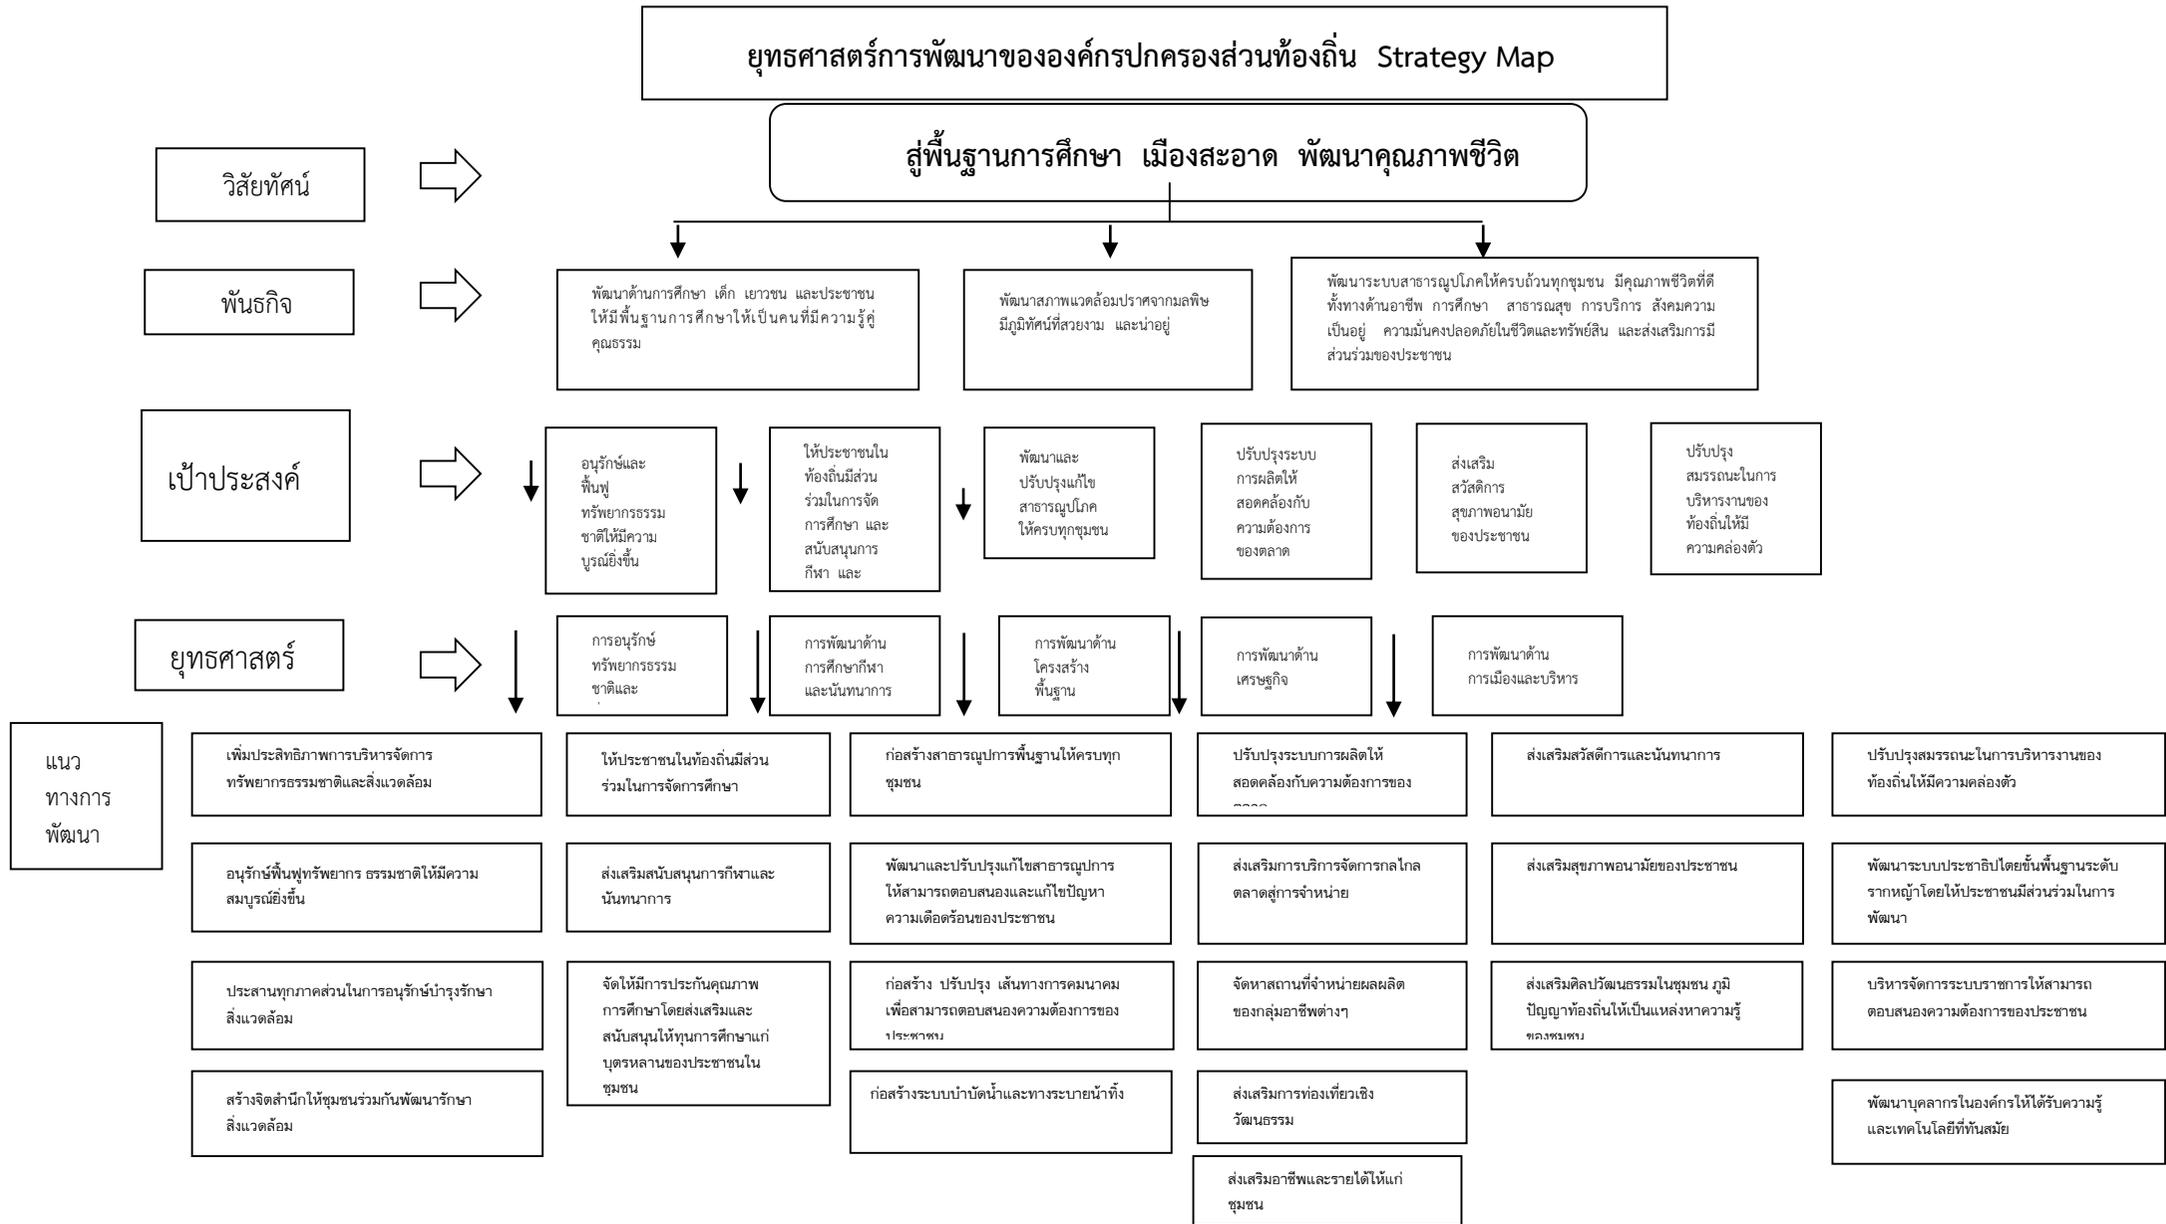 ยุทธศาสตร์การพัฒนาขององค์กรปกครองส่วนท้องถิ่น Strategy Map
สู่พื้นฐานการศึกษา เมืองสะอาด พัฒนาคุณภาพชีวิต
วิสัยทัศน์
พันธกิจ
พัฒนาด้านการศึกษา เด็ก เยาวชน และประชาชน
ให้มีพื้นฐานการศึกษาให้เป็นคนที่มีความรู้คู่
คุณธรรม
พัฒนาสภาพแวดล้อมปราศจากมลพิษ
มีภูมิทัศน์ที่สวยงาม และน่าอยู่
พัฒนาระบบสาธารณูปโภคให้ครบถ้วนทุกชุมชน มีคุณภาพชีวิตที่ดี
ทั้งทางด้านอาชีพ การศึกษา สาธารณสุข การบริการ สังคมความ
เป็นอยู่ ความมั่นคงปลอดภัยในชีวิตและทรัพย์สิน และส่งเสริมการมี
ส่วนร่วมของประชาชน
เป้าประสงค์
อนุรักษ์และ
ฟื้นฟู
ทรัพยากรธรรม
ชาติให้มีความ
บูรณ์ยิ่งขึ้น
ให้ประชาชนใน
ท้องถิ่นมีส่วน
ร่วมในการจัด
การศึกษา และ
สนับสนุนการ
กีฬา และ
พัฒนาและ
ปรับปรุงแก้ไข
สาธารณูปโภค
ให้ครบทุกชุมชน
ปรับปรุงระบบ
การผลิตให้
สอดคล้องกับ
ความต้องการ
ของตลาด
ส่งเสริม
สวัสดิการ
สุขภาพอนามัย
ของประชาชน
ปรับปรุง
สมรรถนะในการ
บริหารงานของ
ท้องถิ่นให้มี
ความคล่องตัว
ยุทธศาสตร์
การอนุรักษ์
ทรัพยากรธรรม
ชาติและ
การพัฒนาด้าน
การศึกษากีฬา
และนันทนาการ
การพัฒนาด้าน
โครงสร้าง
พื้นฐาน
การพัฒนาด้าน
เศรษฐกิจ
การพัฒนาด้าน
การเมืองและบริหาร
แนว
ทางการ
พัฒนา
เพิ่มประสิทธิภาพการบริหารจัดการ
ทรัพยากรธรรมชาติและสิ่งแวดล้อม
ให้ประชาชนในท้องถิ่นมีส่วน
ร่วมในการจัดการศึกษา
ก่อสร้างสาธารณูปการพื้นฐานให้ครบทุก
ชุมชน
ปรับปรุงระบบการผลิตให้
สอดคล้องกับความต้องการของ
ส่งเสริมสวัสดีการและนันทนาการ
ปรับปรุงสมรรถนะในการบริหารงานของ
ท้องถิ่นให้มีความคล่องตัว
อนุรักษ์ฟื้นฟูทรัพยากร ธรรมชาติให้มีความ
สมบูรณ์ยิ่งขึ้น
ส่งเสริมสนับสนุนการกีฬาและ
นันทนาการ
พัฒนาและปรับปรุงแก้ไขสาธารณูปการ
ให้สามารถตอบสนองและแก้ไขปัญหา
ความเดือดร้อนของประชาชน
ส่งเสริมการบริการจัดการกลไกล
ตลาดสู่การจำหน่าย
ส่งเสริมสุขภาพอนามัยของประชาชน
พัฒนาระบบประชาธิปไตยขั้นพื้นฐานระดับ
รากหญ้าโดยให้ประชาชนมีส่วนร่วมในการ
พัฒนา
ประสานทุกภาคส่วนในการอนุรักษ์บำรุงรักษา
สิ่งแวดล้อม
จัดให้มีการประกันคุณภาพ
การศึกษาโดยส่งเสริมและ
สนับสนุนให้ทุนการศึกษาแก่
บุตรหลานของประชาชนใน
ชุมชน
ก่อสร้าง ปรับปรุง เส้นทางการคมนาคม
เพื่อสามารถตอบสนองความต้องการของ
ประชาชน
จัดหาสถานที่จำหน่ายผลผลิต
ของกลุ่มอาชีพต่างๆ
ส่งเสริมศิลปวัฒนธรรมในชุมชน ภูมิ
ปัญญาท้องถิ่นให้เป็นแหล่งหาความรู้
ของชุมชน
บริหารจัดการระบบราชการให้สามารถ
ตอบสนองความต้องการของประชาชน
สร้างจิตสำนึกให้ชุมชนร่วมกันพัฒนารักษา
สิ่งแวดล้อม
ก่อสร้างระบบบำบัดน้ำและทางระบายน้าทิ้ง
ส่งเสริมการท่องเที่ยวเชิง
วัฒนธรรม
พัฒนาบุคลากรในองค์กรให้ได้รับความรู้
และเทคโนโลยีที่ทันสมัย
ส่งเสริมอาชีพและรายได้ให้แก่
ชุมชน